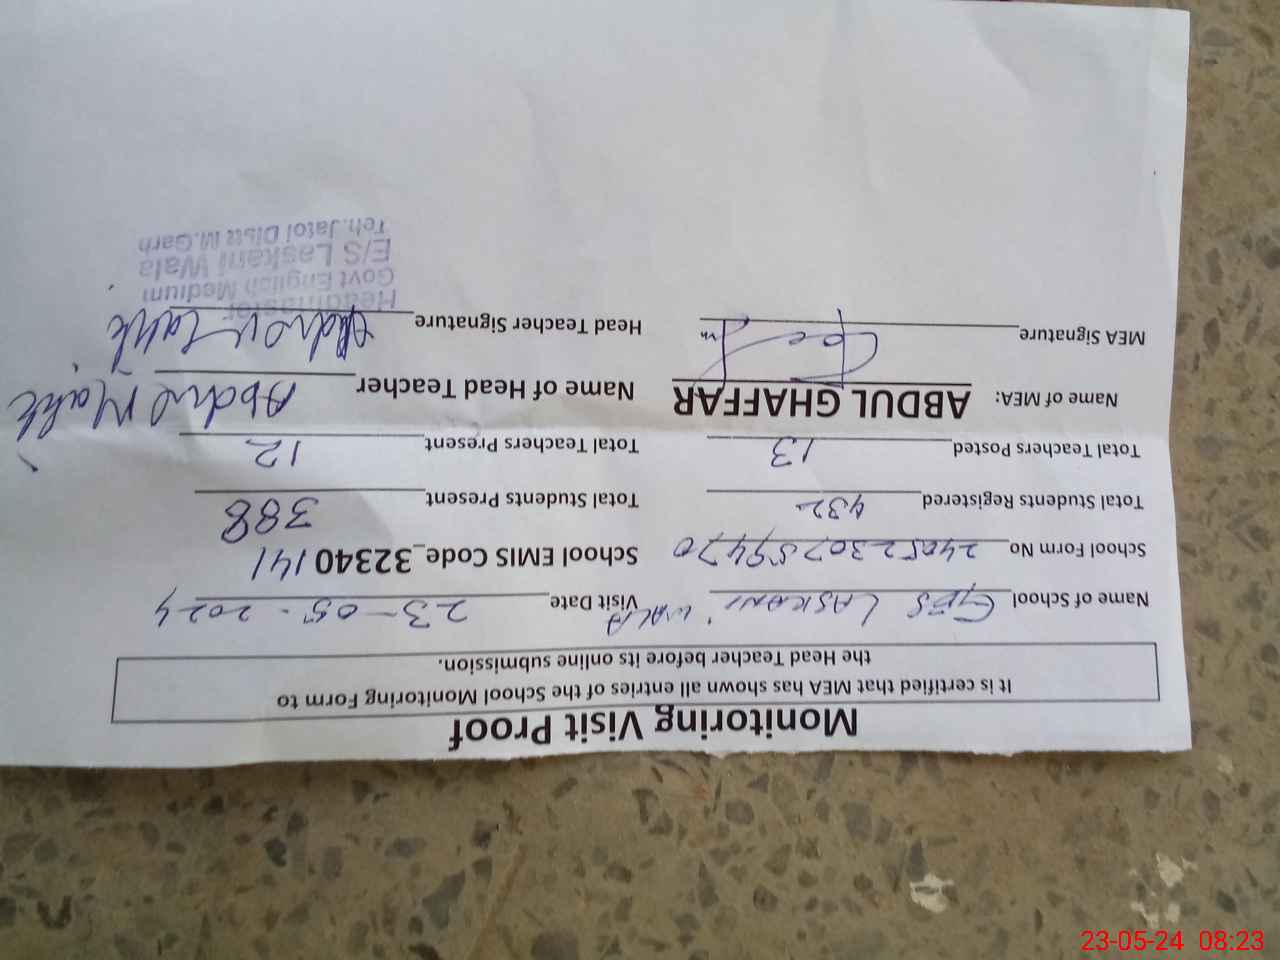 Monitoring Visit Proof
It is certified that MEA has shown all entries of the School Monitoring Form to
the Head Teacher before its online submission.
Name of School GES LASKANI WALA Visit Date 23-05-2024
School Form No 2405230759470 School EMIS Code_32340141
Total Students Registered 432 Total Students Present 388
Total Teachers Posted 13 Total Teachers Present 12
Name of MEA: ABDUL GHAFFAR Name of Head Teacher Abdul Malik
MEA Signature Head Teacher Signature
Headmaster
Govt English Medium
E/S Laskani Wala
Teh.Jatoi Distt M.Garh
23-05-24 08:23